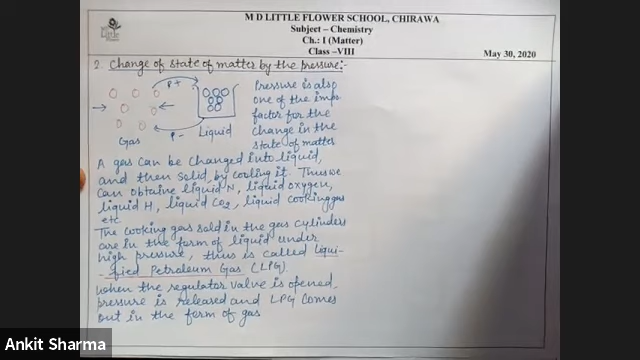 M D LITTLE FLOWER SCHOOL, CHIRAWA
Subject – Chemistry
Ch.: I (Matter)
Class –VIII
May 30, 2020
2. Change of state of matter by the pressure:-
P+
P-
Gas
Liquid
Pressure is also
one of the impo
factor for the
change in the
state of matter
A gas can be changed into liquid,
and then solid, by cooling it. Thus we
can obtaine liquid N, liquid oxygen,
liquid H, liquid CO2, liquid cooking gas
etc
The cooking gas sold in the gas cylinders
are in the form of liquid under
high pressure, thus is called liqui-
-fied Petroleum Gas (LPG).
When the regulator valve is opened,
pressure is released and LPG comes
out in the form of gas
Ankit Sharma